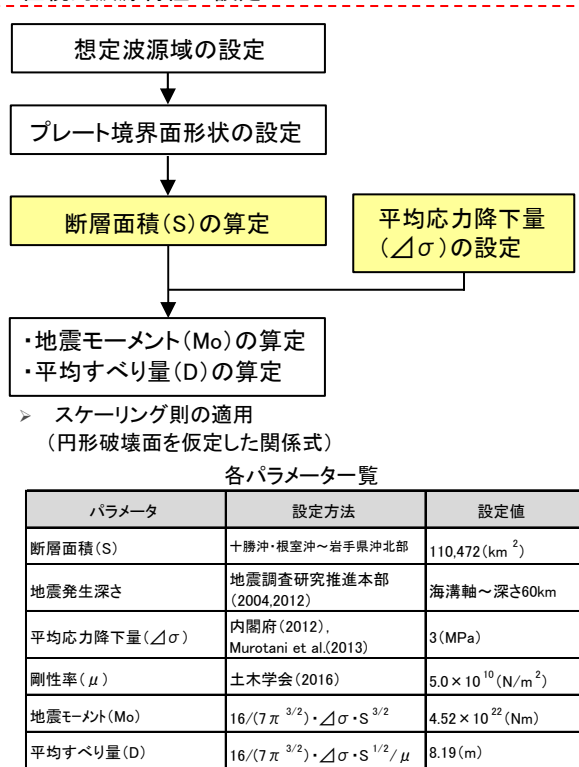 想定波源域の設定
プレート境界面形状の設定
断層面積(S)の算定
平均応力降下量
(⊿σ)の設定
・地震モーメント(Mo)の算定
・平均すべり量(D)の算定
➢ スケーリング則の適用
(円形破壊面を仮定した関係式)
各パラメーター覧
パラメータ 設定方法 設定値
断層面積(S) 十勝沖・根室沖~岩手県沖北部 110,472(km 2)
地震発生深さ 地震調査研究推進本部
(2004,2012) 海溝軸~深さ60km
平均応力降下量(⊿σ) 内閣府(2012),
Murotani et al.(2013) 3(MPa)
剛性率(μ) 土木学会(2016) 5.0×10 10(N/m 2)
地震モーメント(Mo) 16/(7π 3/2)・⊿σ・S 3/2 4.52×10 22(Nm)
平均すべり量(D) 16/(7π 3/2)・⊿σ・S 1/2/μ 8.19(m)